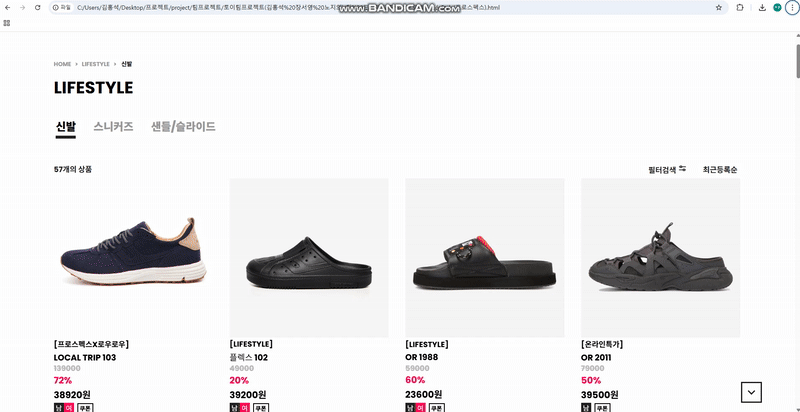 파일
C:/Users/김홍석/Desktop/프로젝트/project/팀프로젝트/토이팀프로젝트(김홍석%20장서영%20
www.BANDICAM.com
로스펙스).html
HOME > LIFESTYLE > 신발
LIFESTYLE
신발 스니커즈 샌들/슬라이드
57개의 상품
필터검색 최근등록순
[프로스펙스X로우로우]
LOCAL TRIP 103
139000
72%
38920원
남 여 쿠폰
[LIFESTYLE]
플렉스 102
49000
20%
39200원
남 여 쿠폰
[LIFESTYLE]
OR 1988
59000
60%
23600원
남 여 쿠폰
[온라인특가]
OR 2011
79000
50%
39500원
남 쿠폰